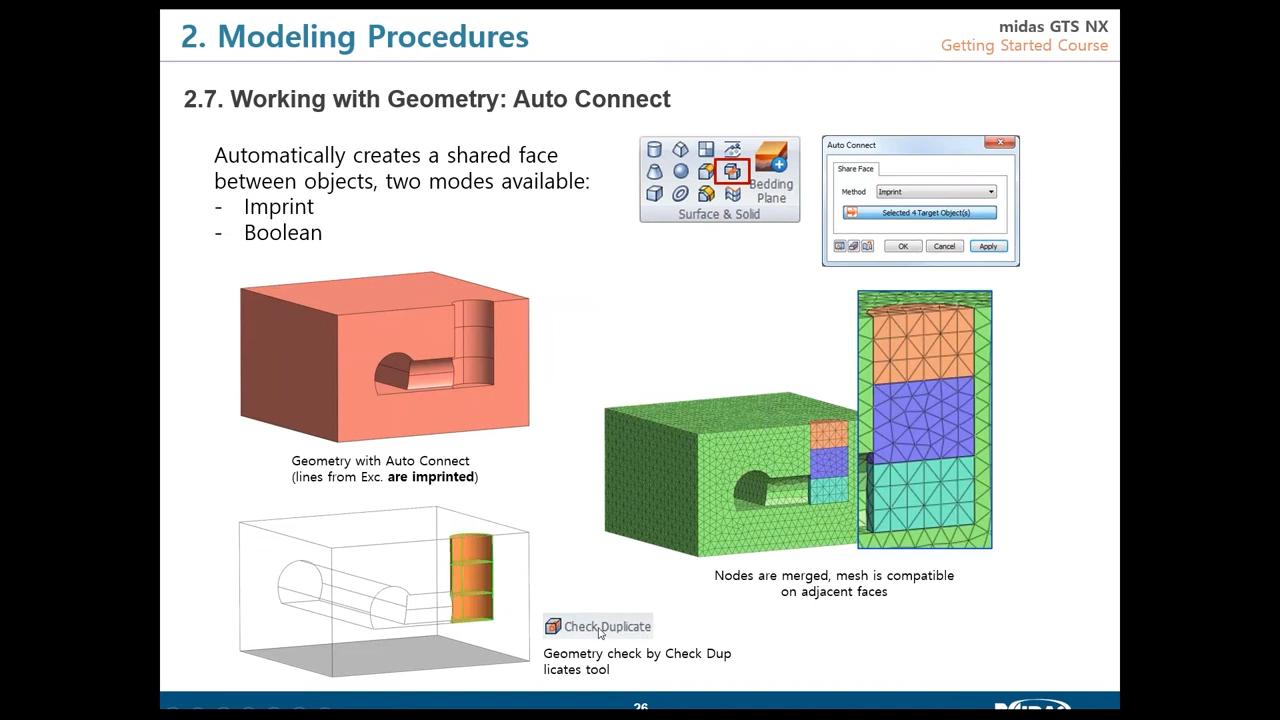 2. Modeling Procedures
midas GTS NX
Getting Started Course
2.7. Working with Geometry: Auto Connect
Automatically creates a shared face
between objects, two modes available:
- Imprint
- Boolean
Bedding
Plane
Surface & Solid
Auto Connect
Share Face
Method
Imprint
Selected 4 Target Object(s)
OK
Cancel
Apply
Geometry with Auto Connect
(lines from Exc. are imprinted)
Nodes are merged, mesh is compatible
on adjacent faces
Check Duplicate
Geometry check by Check Dup
licates tool
26